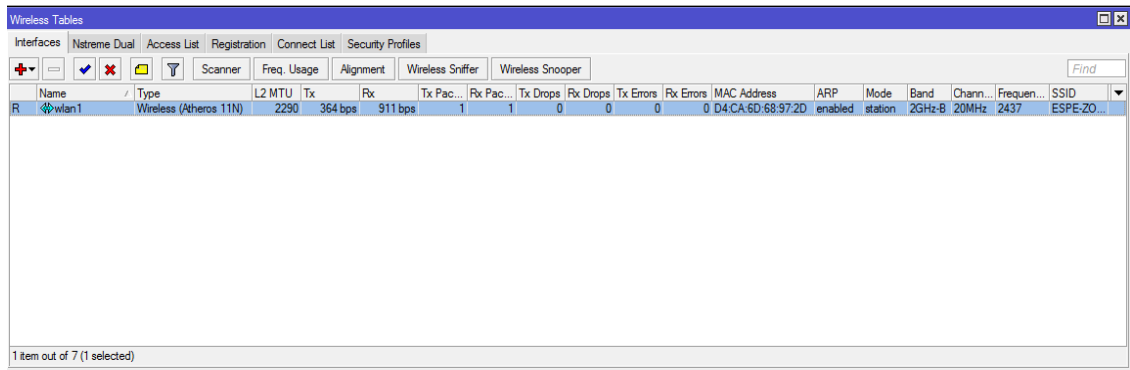 Wireless Tables
Interfaces Nstreme Dual Access List Registration Connect List Security Profiles
Scanner Freq. Usage Alignment Wireless Sniffer Wireless Snooper Find
Name / Type L2 MTU Tx Rx Tx Pac... Rx Pac... Tx Drops Rx Drops Tx Errors Rx Errors MAC Address ARP Mode Band Chann... Frequen... SSID
R wlan1 Wireless (Atheros 11N) 2290 364 bps 911 bps 1 1 0 0 0 0 D4:CA:6D:68:97:2D enabled station 2GHz-B 20MHz 2437 ESPE-ZO...
1 item out of 7 (1 selected)